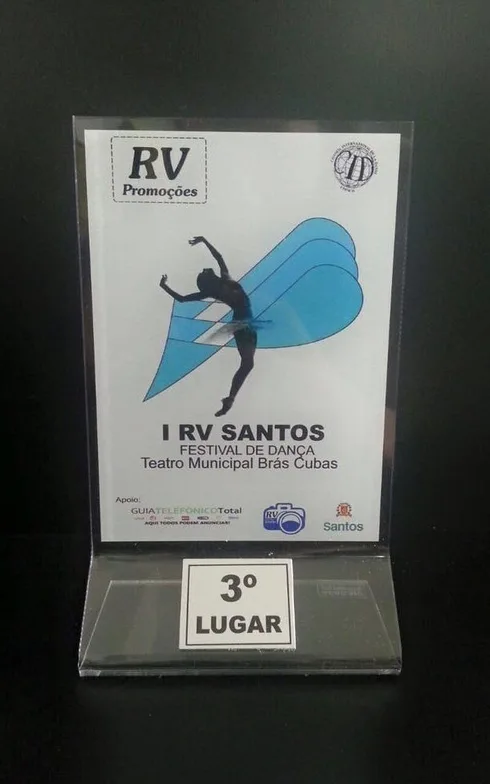 RV
Promoções
I RV SANTOS
FESTIVAL DE DANÇA
Teatro Municipal Brás Cubas
Apoio:
GUIATELEFÔNICOTotal
AQUI TODOS PODEM ANUNCIAR!
RV
Santos
3º
LUGAR